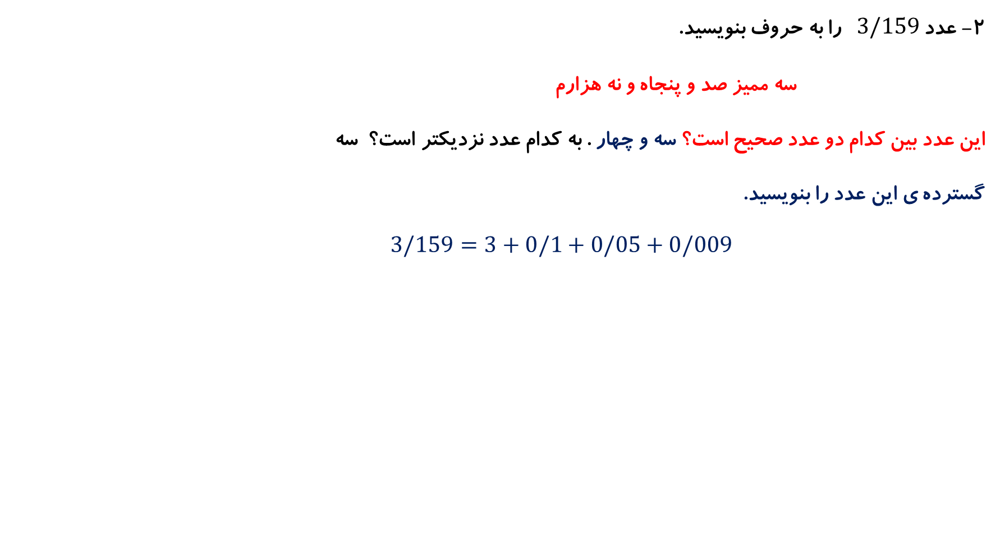 ۲- عدد 3/159 را به حروف بنویسید.
سه ممیز صد و پنجاه و نه هزارم
این عدد بین کدام دو عدد صحیح است؟ سه و چهار . به کدام عدد نزدیکتر است؟ سه
گسترده ی این عدد را بنویسید.
3/159 = 3 + 0/1 + 0/05 + 0/009